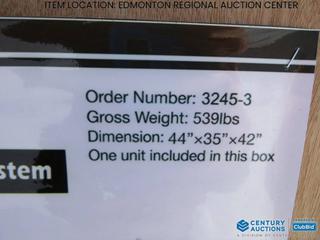 ITEM LOCATION: EDMONTON REGIONAL AUCTION CENTER
Order Number: 3245-3
Gross Weight: 539lbs
Dimension: 44"×35"×42"
One unit included in this box
stem
CENTURY
AUCTIONS
ClubBid